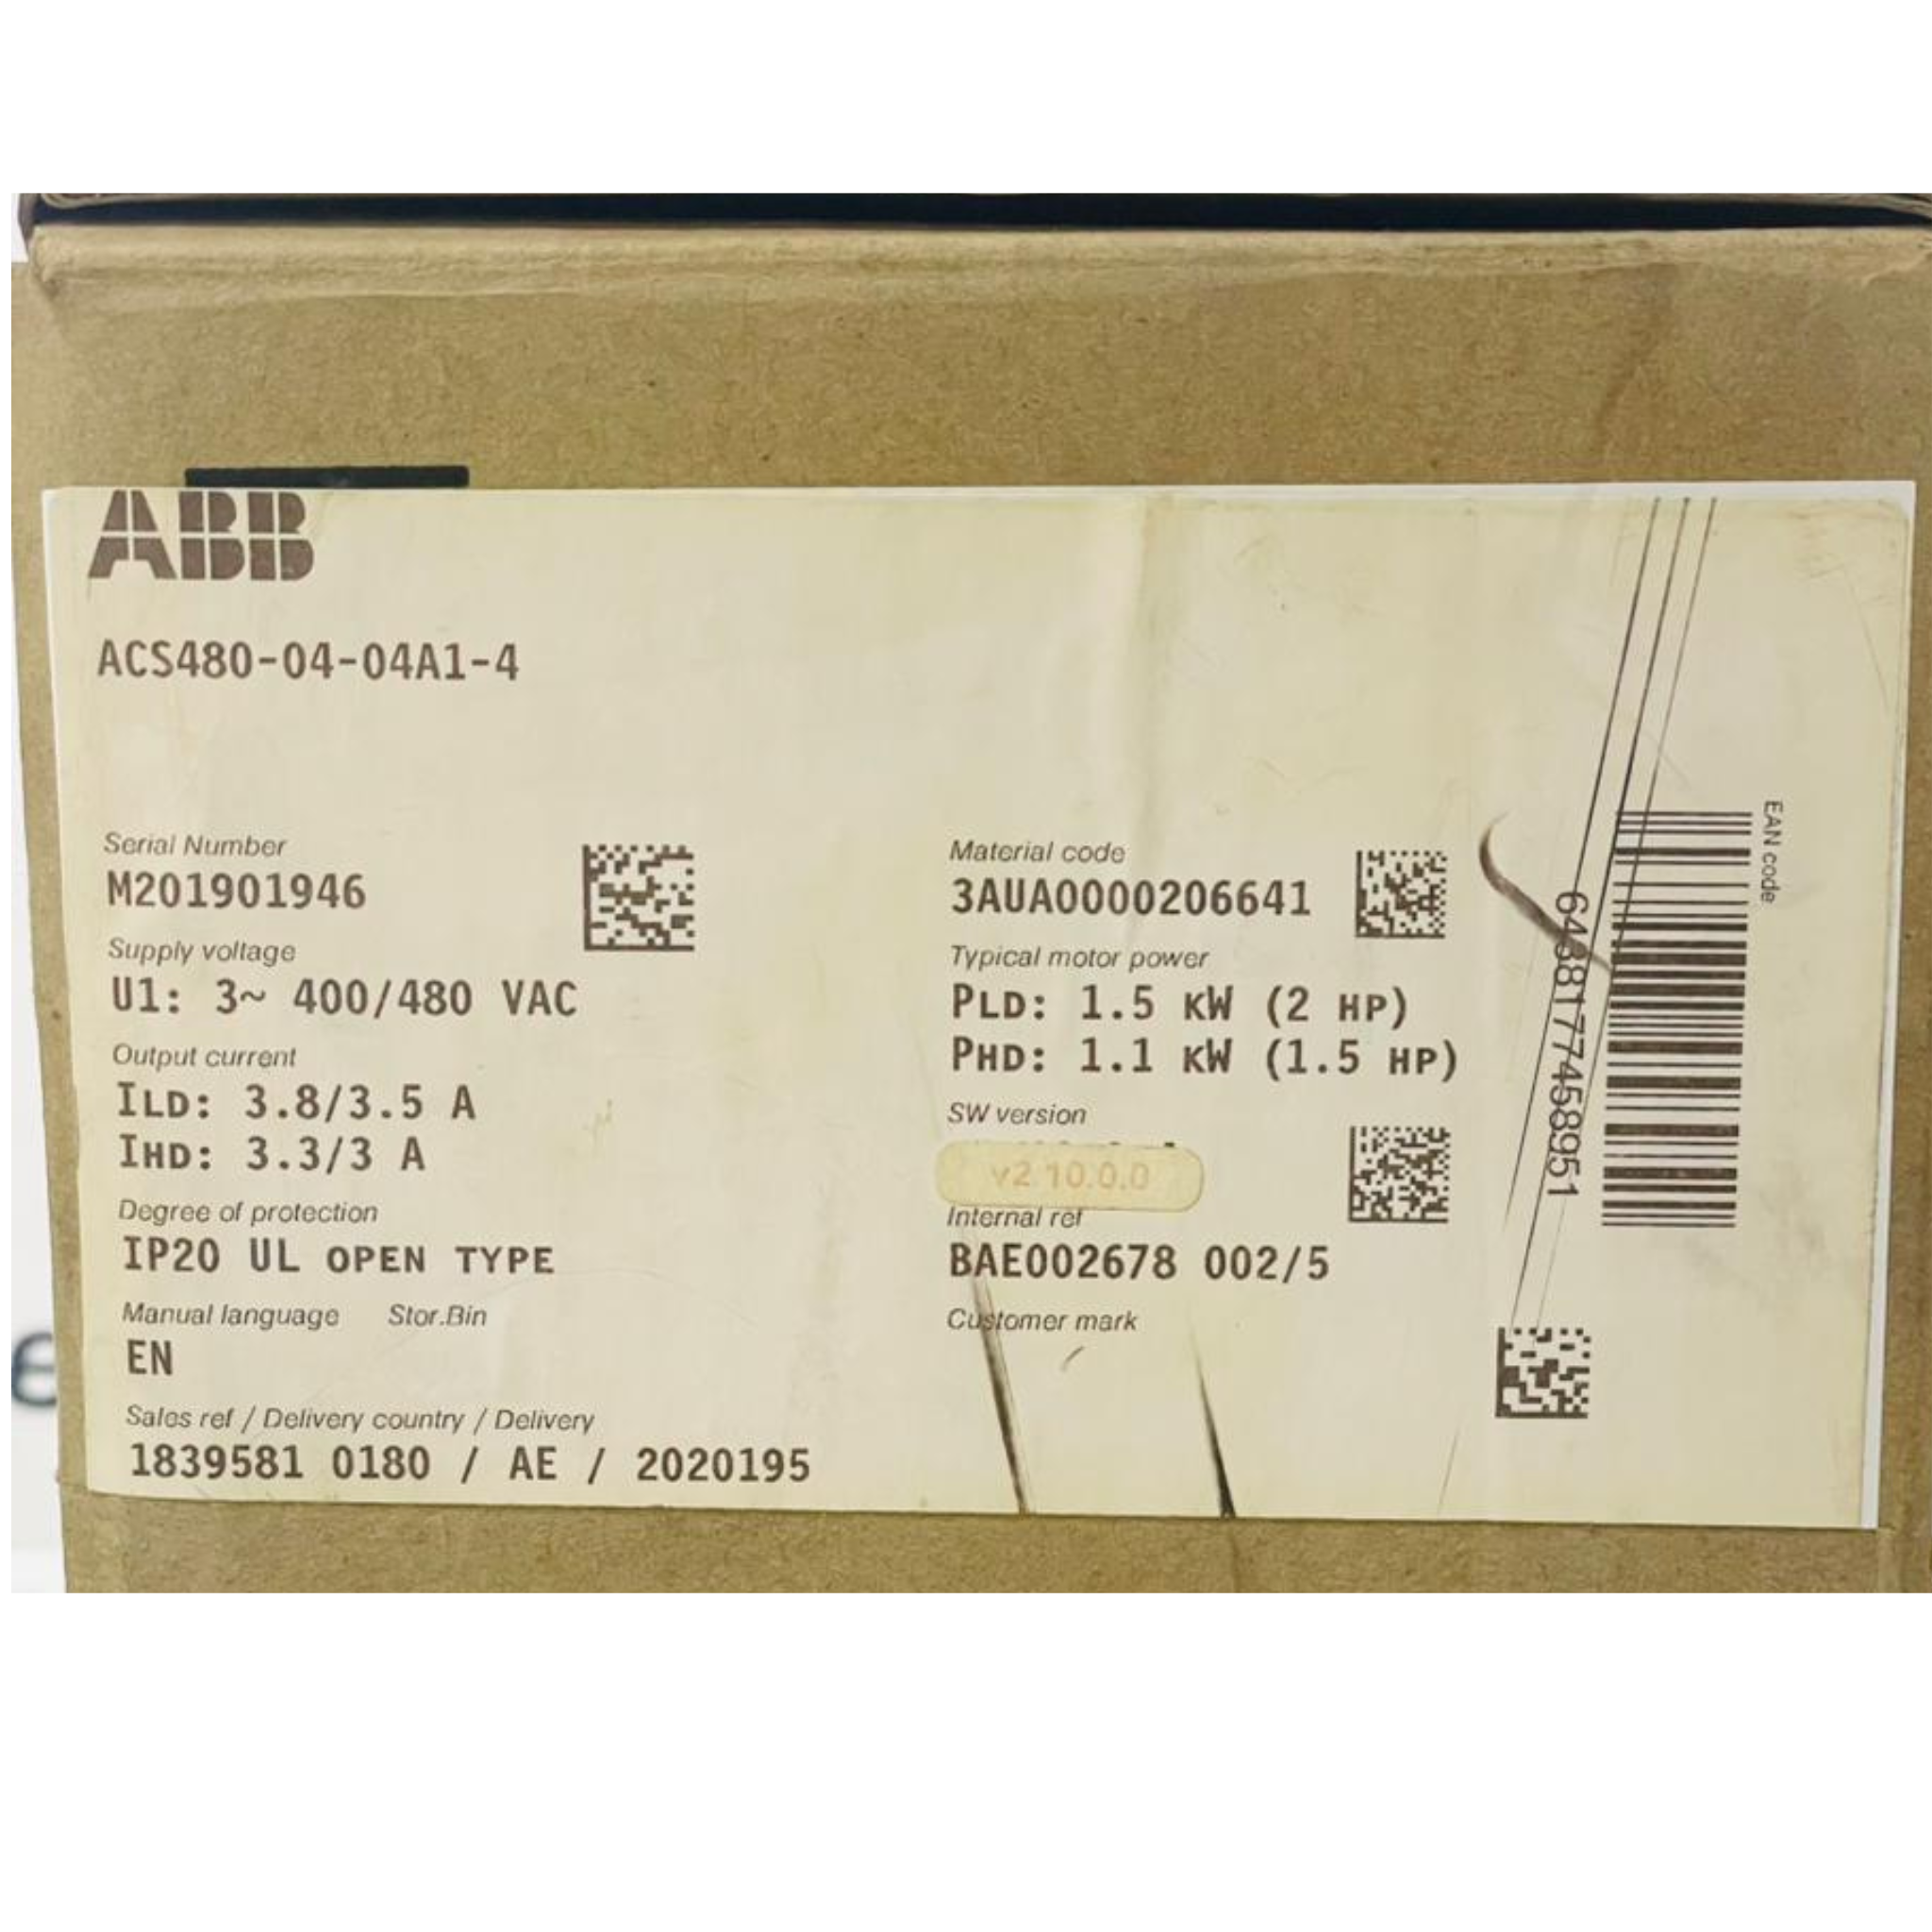 ABB
ACS480-04-04A1-4
Serial Number
M201901946
Supply voltage
U1: 3~ 400/480 VAC
Output current
ILD: 3.8/3.5 A
IHD: 3.3/3 A
Degree of protection
IP20 UL OPEN TYPE
Manual language Stor.Bin
EN
Sales ref / Delivery country / Delivery
1839581 0180 / AE / 2020195
Material code
3AUA0000206641
Typical motor power
PLD: 1.5 KW (2 HP)
PHD: 1.1 KW (1.5 HP)
SW version
v2.10.0.0
Internal ref
BAE002678 002/5
Customer mark
EAN code
6438177458951